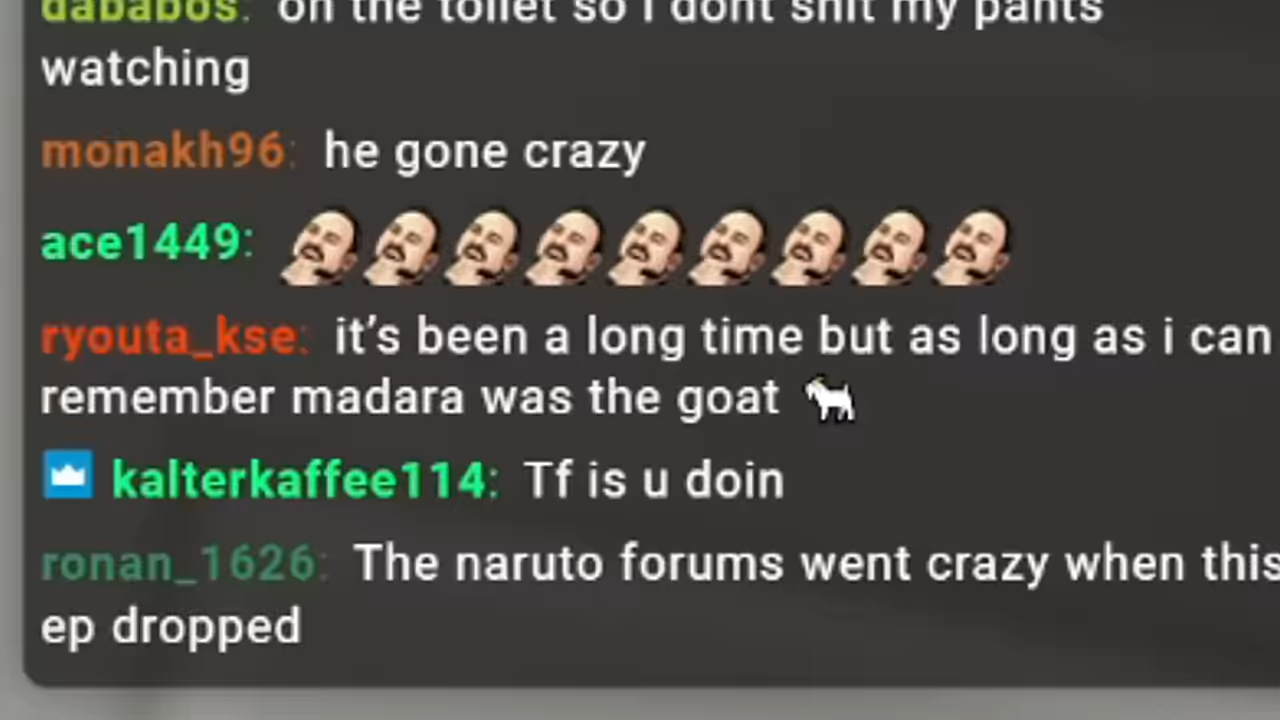 dababos: on the toilet so i dont shit my pants
watching
monakh96: he gone crazy
ace1449:
ryouta_kse: it’s been a long time but as long as i can
remember madara was the goat 🐐
kalterkaffee114: Tf is u doin
ronan_1626: The naruto forums went crazy when this
ep dropped